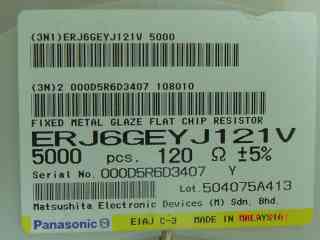 (3N1)ERJ6GEYJ121V 5000
(3N)2 000D5R6D3407 108010
FIXED METAL GLAZE FLAT CHIP RESISTOR
ERJ6GEYJ121V
5000 pcs. 120 Ω ±5%
Serial No. 000D5R6D3407 Y
Lot. 504075A413
Matsushita Electronic Devices (M) Sdn. Bhd.
Panasonic EIAJ C-3 MADE IN MALAYSIA